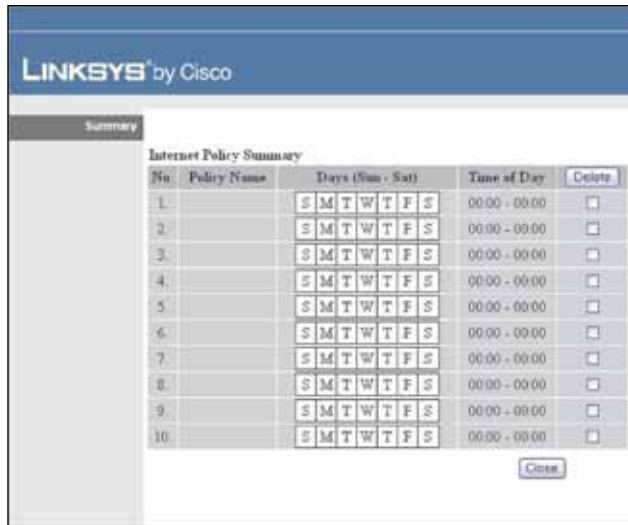 LINKSYS® by Cisco
Summary
Internet Policy Summary
No. Policy Name Days (Sun - Sat) Time of Day Delete
1. S M T W T F S 00:00 - 00:00
2. S M T W T F S 00:00 - 00:00
3. S M T W T F S 00:00 - 00:00
4. S M T W T F S 00:00 - 00:00
5. S M T W T F S 00:00 - 00:00
6. S M T W T F S 00:00 - 00:00
7. S M T W T F S 00:00 - 00:00
8. S M T W T F S 00:00 - 00:00
9. S M T W T F S 00:00 - 00:00
10. S M T W T F S 00:00 - 00:00
Close